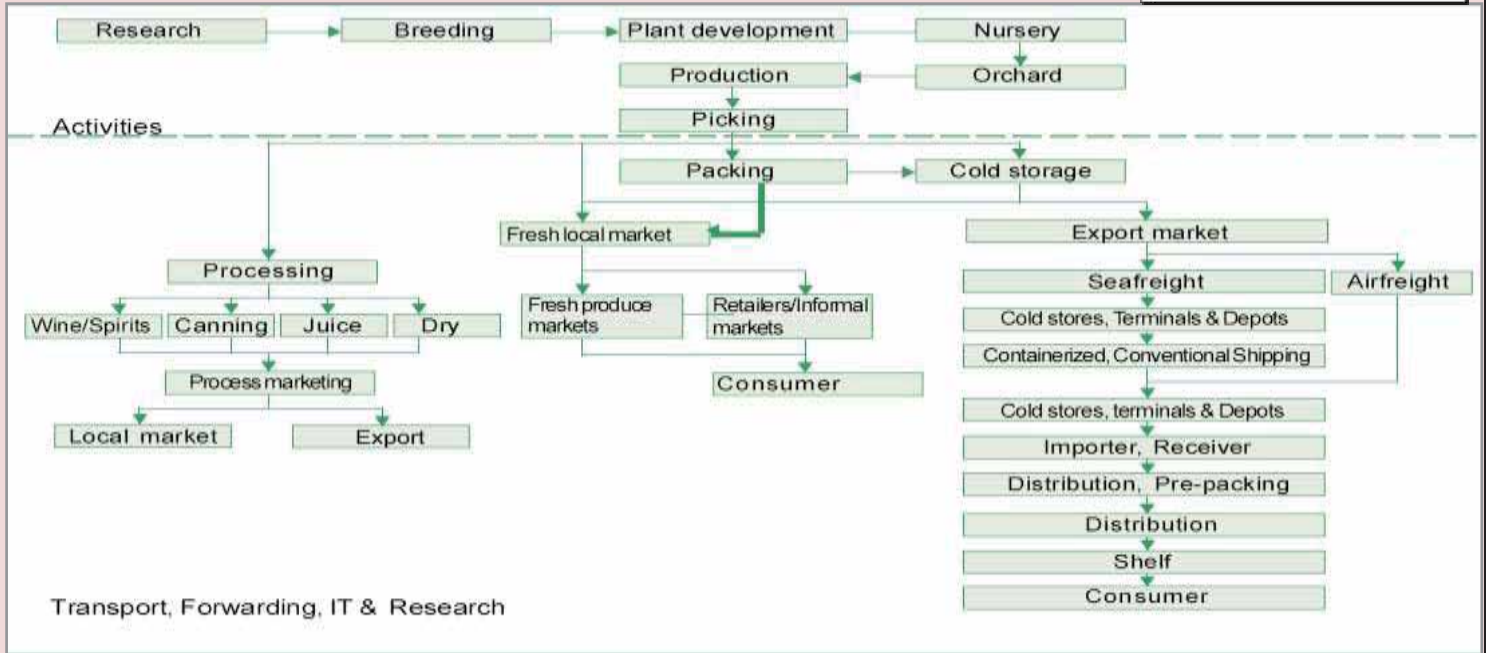 Research
Breeding
Plant development
Nursery
Production
Orchard
Picking
Activities
Packing
Cold storage
Fresh local market
Export market
Processing
Seafreight
Airfreight
Wine/Spirits
Canning
Juice
Dry
Fresh produce
markets
Retailers/Informal
markets
Cold stores, Terminals & Depots
Containerized, Conventional Shipping
Process marketing
Consumer
Cold stores, terminals & Depots
Local market
Export
Importer, Receiver
Distribution, Pre-packing
Distribution
Shelf
Consumer
Transport, Forwarding, IT & Research